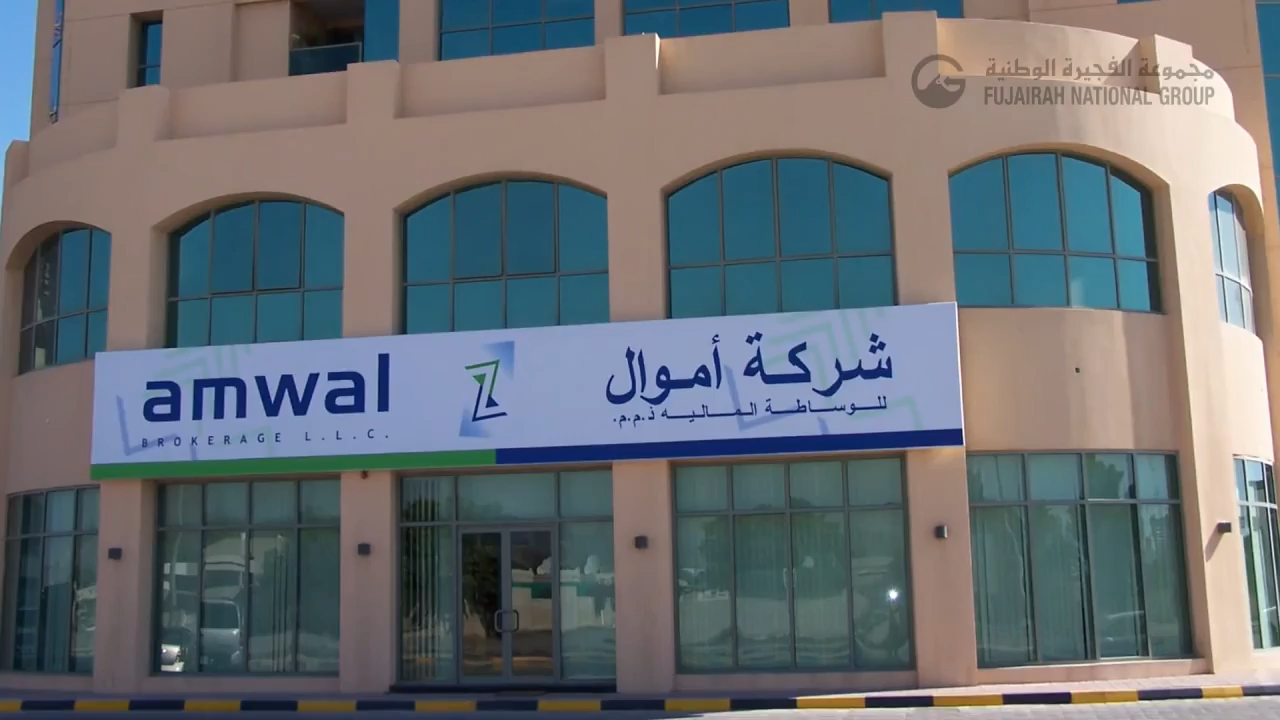 مجموعة الفجيرة الوطنية
FUJAIRAH NATIONAL GROUP
amwal
BROKERAGE L.L.C.
شركة أموال
للوساطة المالية ذ.م.م.